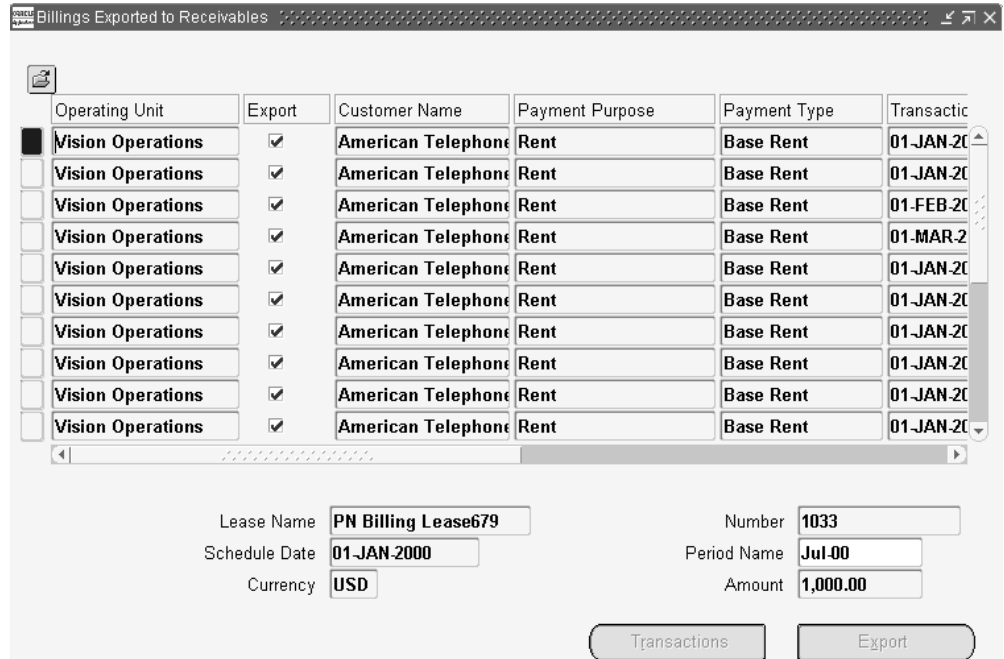 Billings Exported to Receivables
Operating Unit Export Customer Name Payment Purpose Payment Type Transactio
Vision Operations American Telephone Rent Base Rent 01-JAN-20
Vision Operations American Telephone Rent Base Rent 01-JAN-20
Vision Operations American Telephone Rent Base Rent 01-FEB-20
Vision Operations American Telephone Rent Base Rent 01-MAR-2
Vision Operations American Telephone Rent Base Rent 01-JAN-20
Vision Operations American Telephone Rent Base Rent 01-JAN-20
Vision Operations American Telephone Rent Base Rent 01-JAN-20
Vision Operations American Telephone Rent Base Rent 01-JAN-20
Vision Operations American Telephone Rent Base Rent 01-JAN-20
Vision Operations American Telephone Rent Base Rent 01-JAN-20
Lease Name PN Billing Lease679 Number 1033
Schedule Date 01-JAN-2000 Period Name Jul-00
Currency USD Amount 1,000.00
Transactions Export